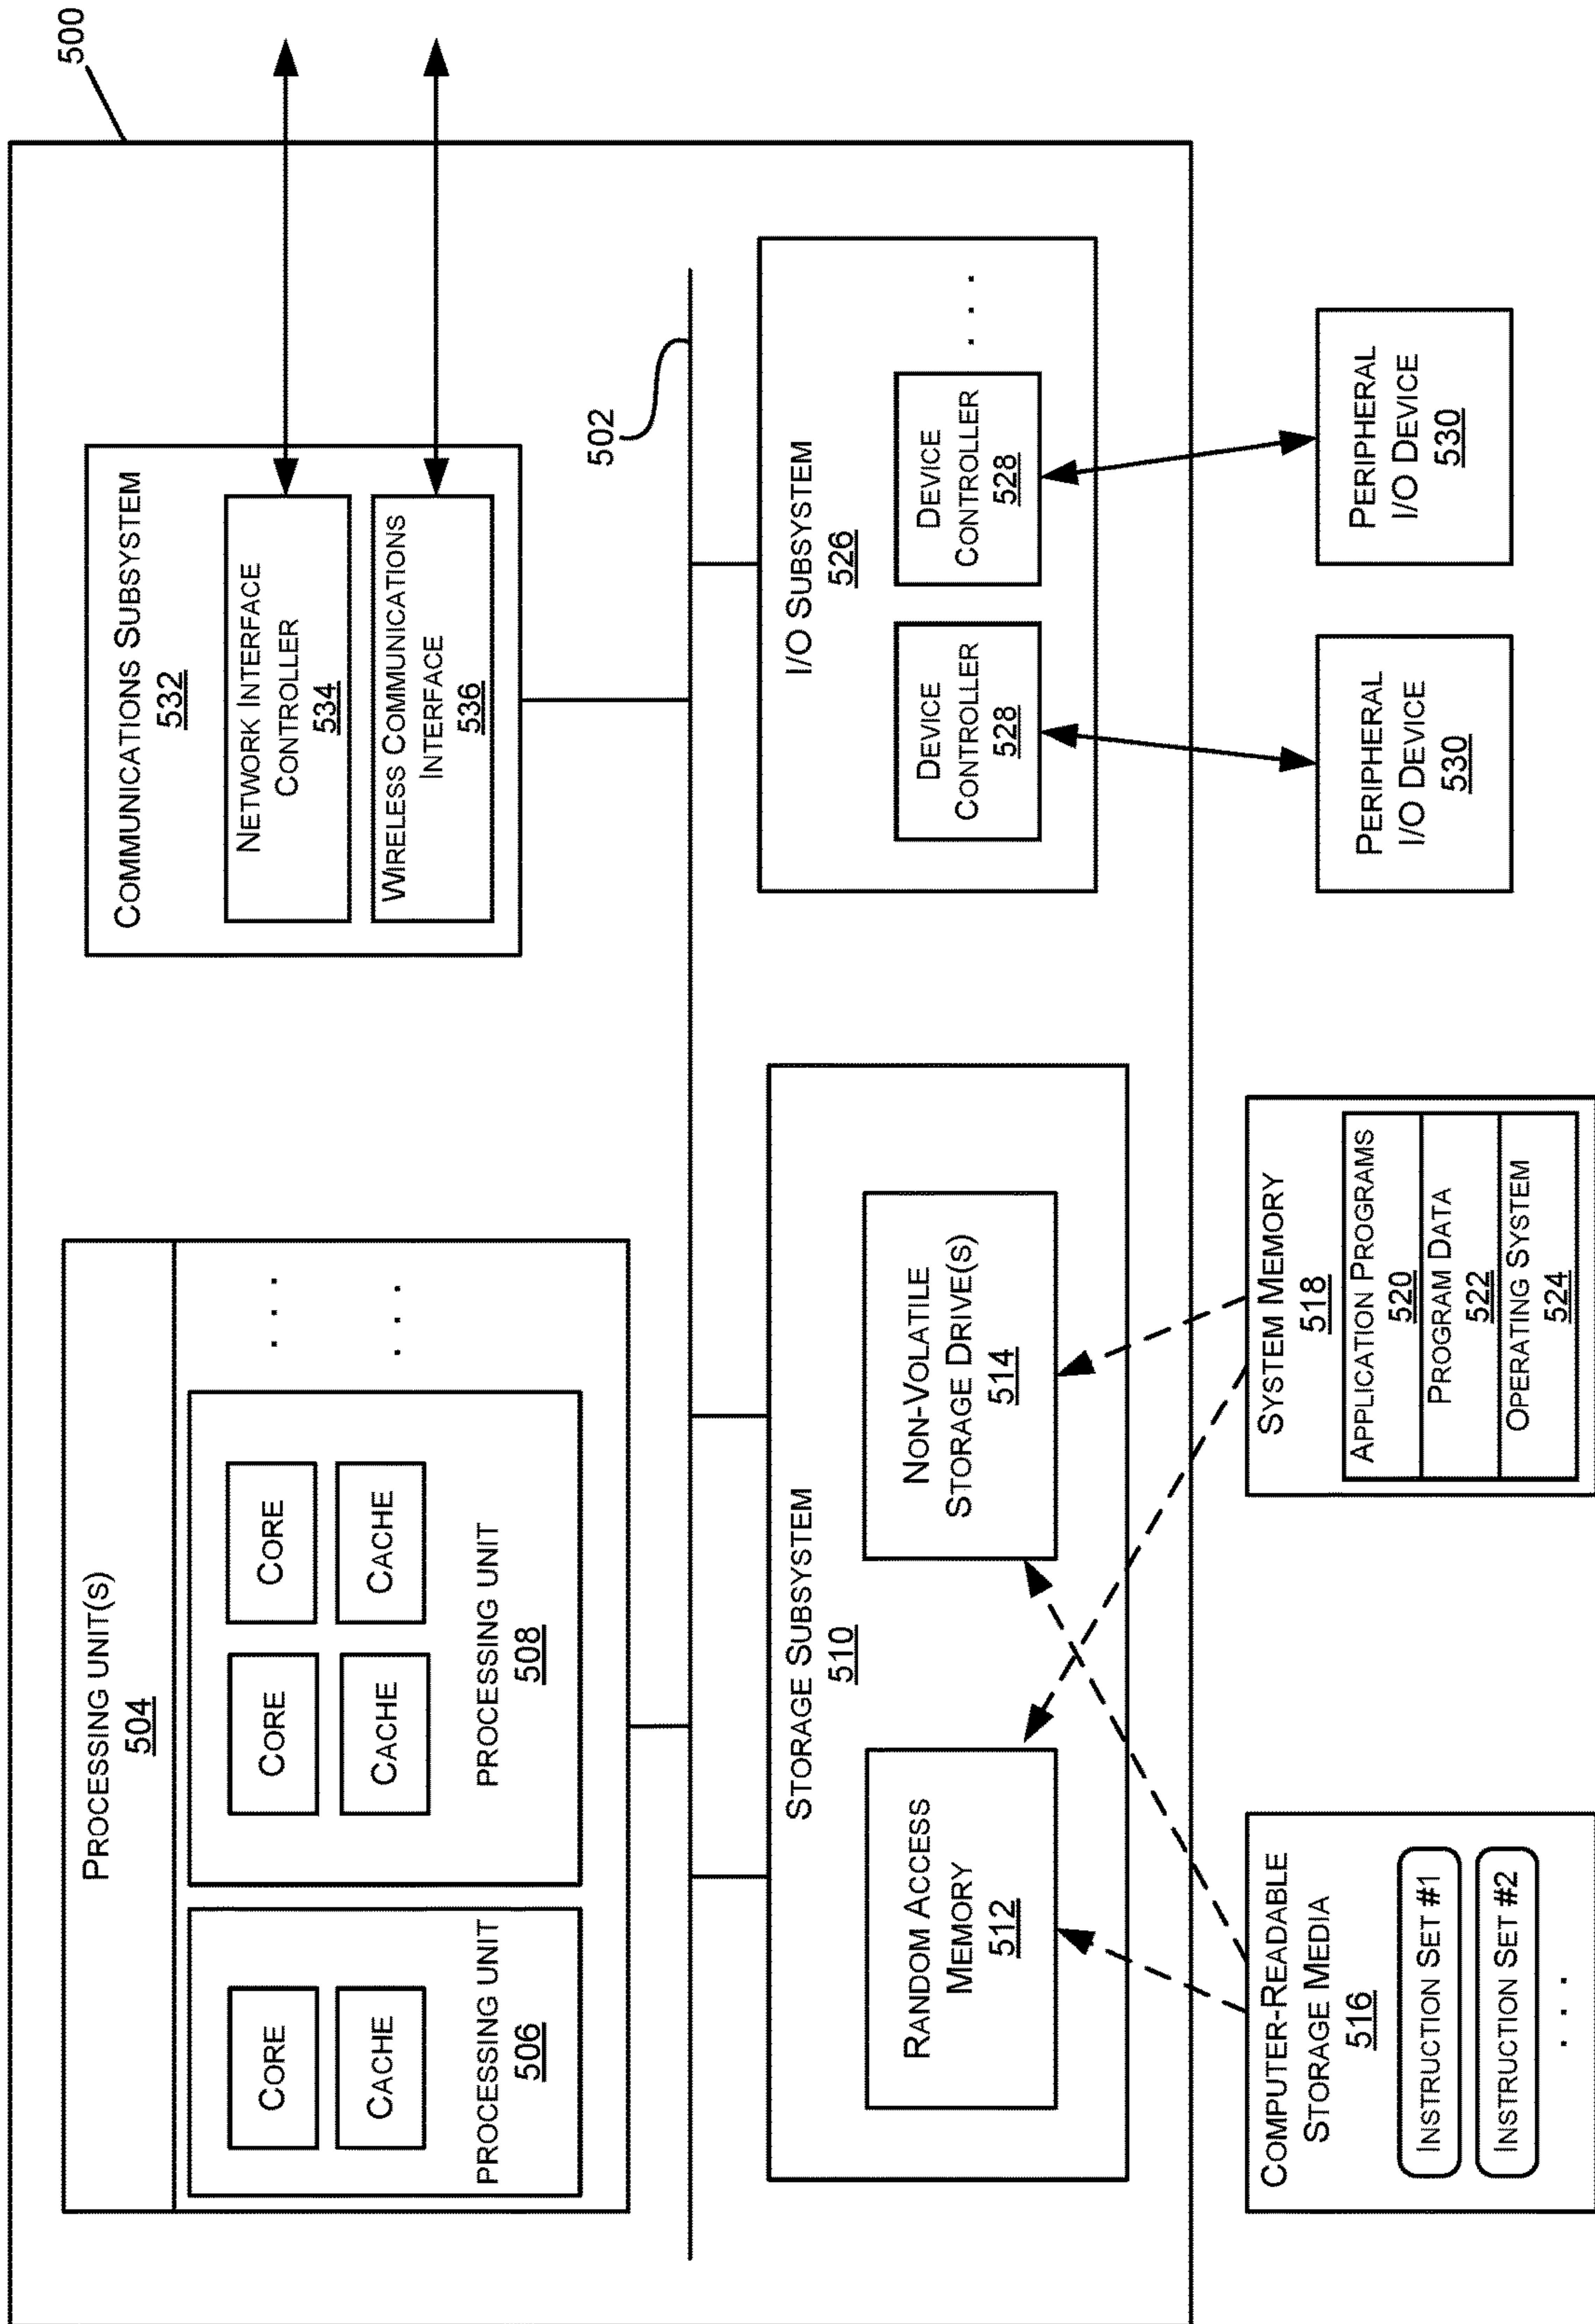 500
PROCESSING UNIT(S)
504
CORE
CACHE
PROCESSING UNIT
506
CORE
CORE
CACHE
CACHE
PROCESSING UNIT
508
. . .
. . .
COMMUNICATIONS SUBSYSTEM
532
NETWORK INTERFACE
CONTROLLER
534
WIRELESS COMMUNICATIONS
INTERFACE
536
502
STORAGE SUBSYSTEM
510
RANDOM ACCESS
MEMORY
512
NON-VOLATILE
STORAGE DRIVE(S)
514
I/O SUBSYSTEM
526
DEVICE
CONTROLLER
528
DEVICE
CONTROLLER
528
. . .
COMPUTER-READABLE
STORAGE MEDIA
516
INSTRUCTION SET #1
INSTRUCTION SET #2
. . .
SYSTEM MEMORY
518
APPLICATION PROGRAMS
520
PROGRAM DATA
522
OPERATING SYSTEM
524
PERIPHERAL
I/O DEVICE
530
PERIPHERAL
I/O DEVICE
530